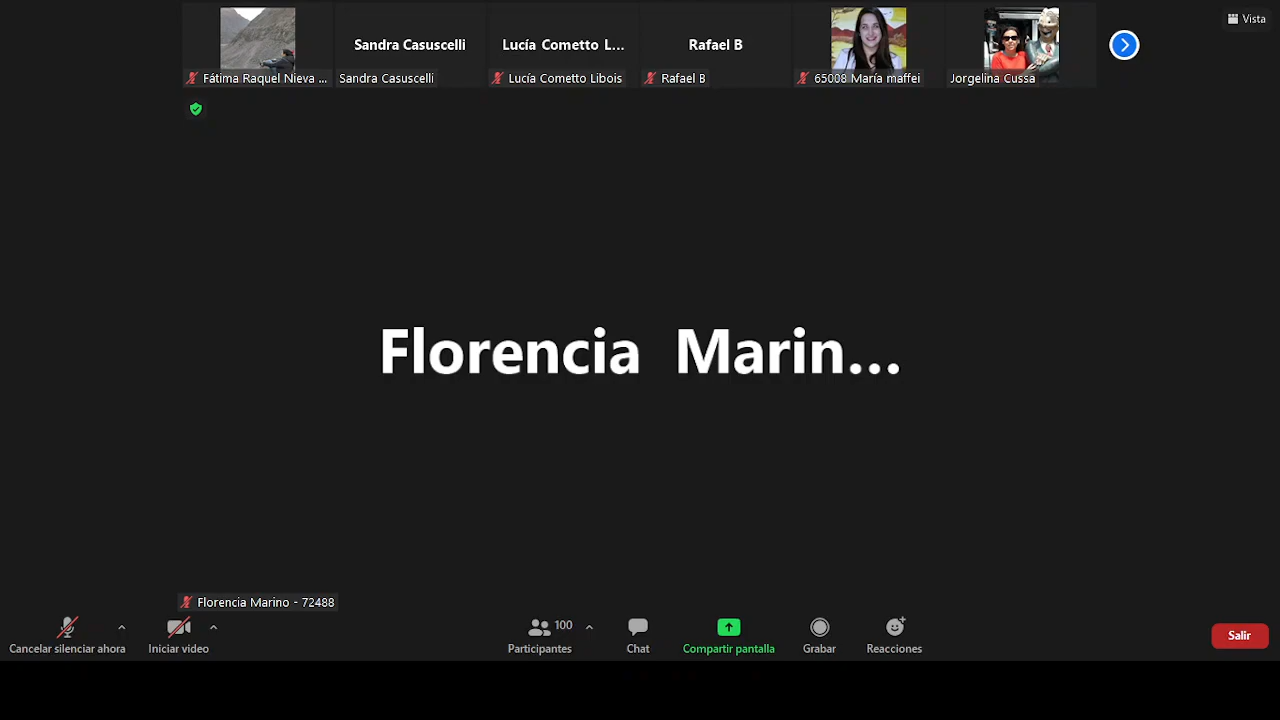 Vista
Sandra Casuscelli
Lucía Cometto L...
Rafael B
Fátima Raquel Nieva ...
Sandra Casuscelli
Lucía Cometto Libois
Rafael B
65008 María maffei
Jorgelina Cussa
Florencia Marin...
Florencia Marino - 72488
100
Cancelar silenciar ahora
Iniciar video
Participantes
Chat
Compartir pantalla
Grabar
Reacciones
Salir